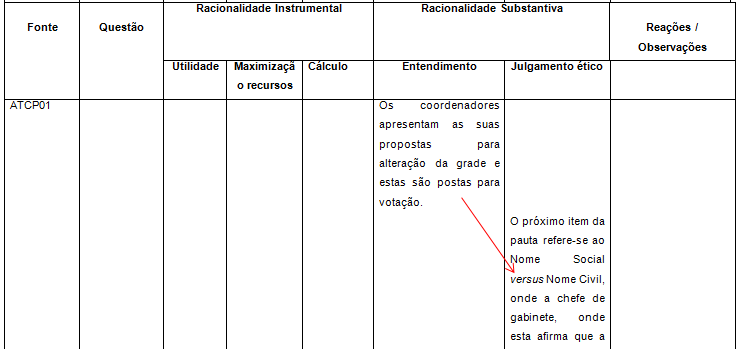 Racionalidade Instrumental
Racionalidade Substantiva
Fonte
Questão
Reações /
Observações
Utilidade
Maximizaçã
o recursos
Cálculo
Entendimento
Julgamento ético
ATCP01
Os coordenadores
apresentam as suas
propostas para
alteração da grade e
estas são postas para
votação.
O próximo item da
pauta refere-se ao
Nome Social
versus Nome Civil,
onde a chefe de
gabinete, onde
esta afirma que a